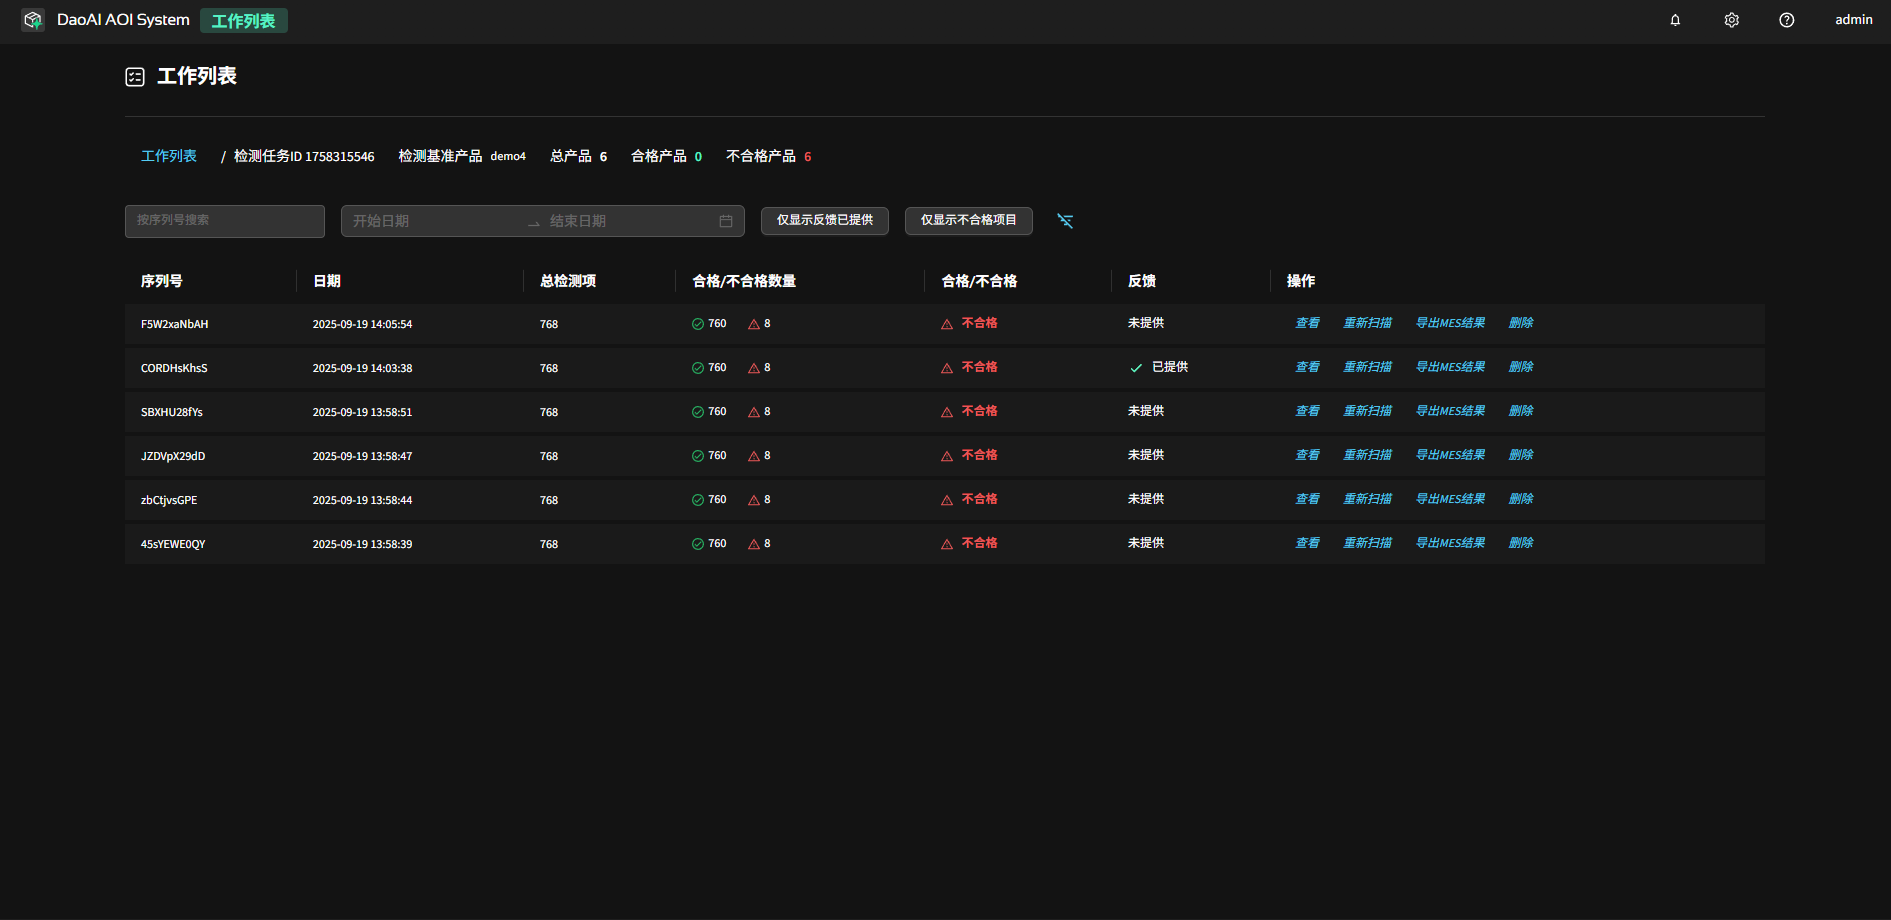 DaoAI AOI System 工作列表 admin
工作列表
工作列表 / 检测任务ID 1758315546 检测基准产品 demo4 总产品 6 合格产品 0 不合格产品 6
按序列号搜索 开始日期 结束日期 仅显示反馈已提供 仅显示不合格项目
序列号 日期 总检测项 合格/不合格数量 合格/不合格 反馈 操作
F5W2xaNbAH 2025-09-19 14:05:54 768 760 8 不合格 未提供 查看 重新扫描 导出MES结果 删除
CORDHsKhsS 2025-09-19 14:03:38 768 760 8 不合格 已提供 查看 重新扫描 导出MES结果 删除
SBXHU28fYs 2025-09-19 13:58:51 768 760 8 不合格 未提供 查看 重新扫描 导出MES结果 删除
JZDVpX29dD 2025-09-19 13:58:47 768 760 8 不合格 未提供 查看 重新扫描 导出MES结果 删除
zbCtjvsGPE 2025-09-19 13:58:44 768 760 8 不合格 未提供 查看 重新扫描 导出MES结果 删除
45sYEWE0QY 2025-09-19 13:58:39 768 760 8 不合格 未提供 查看 重新扫描 导出MES结果 删除